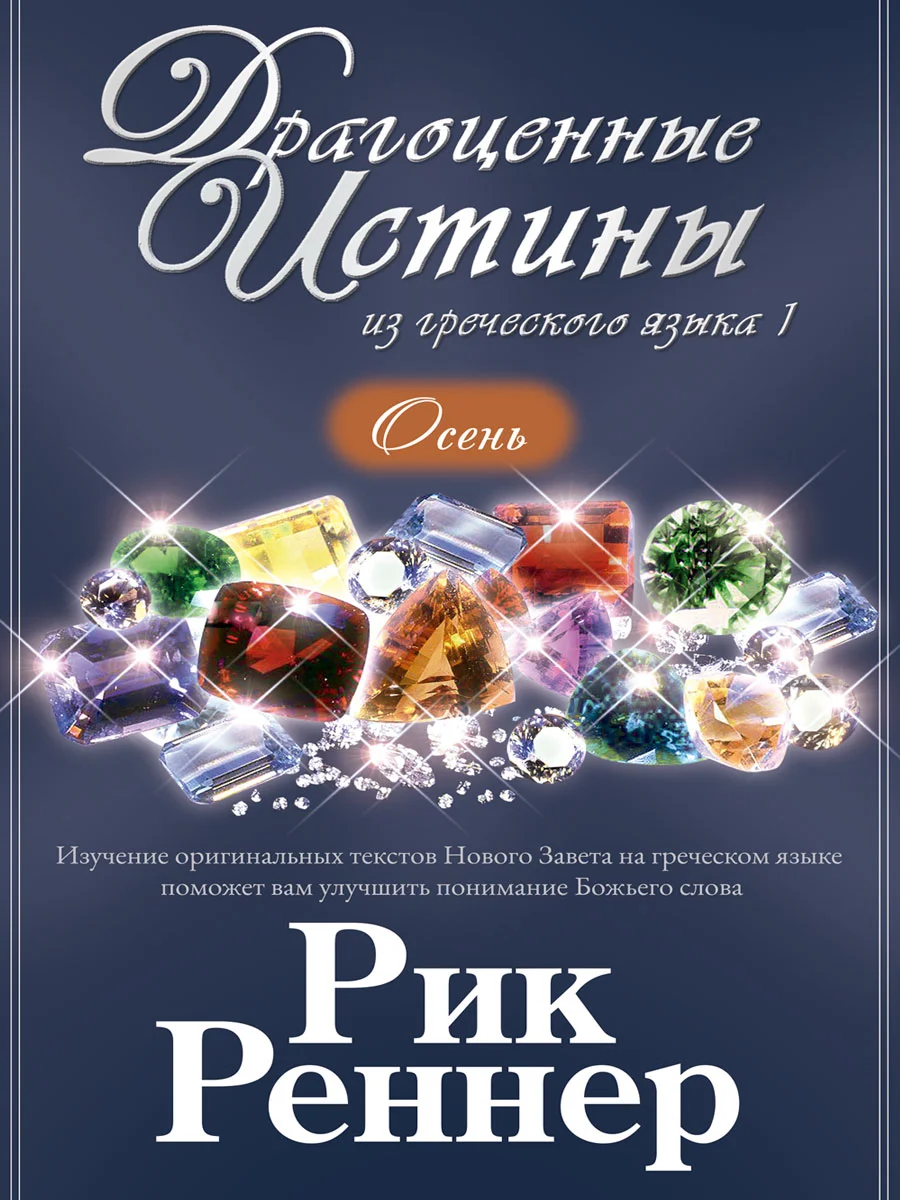 Драгоценные
Истины
из греческого языка 1
Осень
Изучение оригинальных текстов Нового Завета на греческом языке
поможет вам улучшить понимание Божьего слова
Рик
Реннер